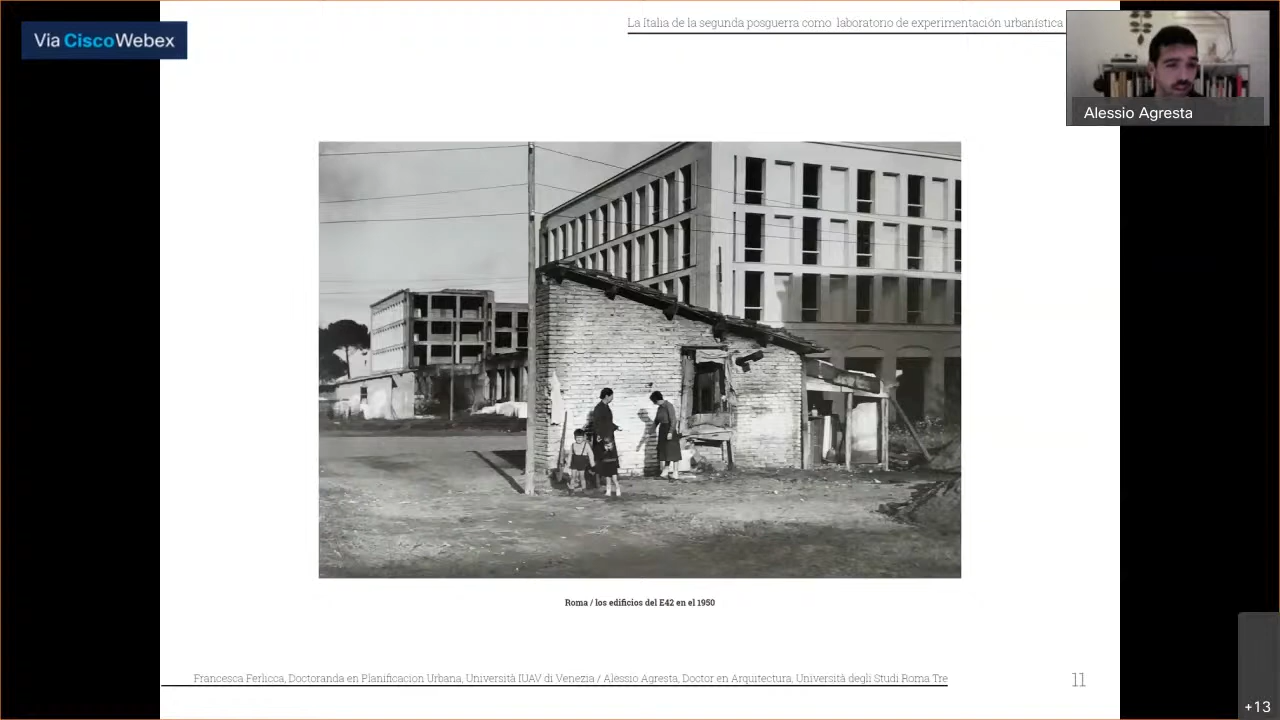 La Italia de la segunda posguerra como laboratorio de experimentación urbanística
Via CiscoWebex
Alessio Agresta
Roma / los edificios del E42 en el 1950
Francesca Ferlicca, Doctoranda en Planificacion Urbana, Università IUAV di Venezia / Alessio Agresta, Doctor en Arquitectura, Università degli Studi Roma Tre
11
+13